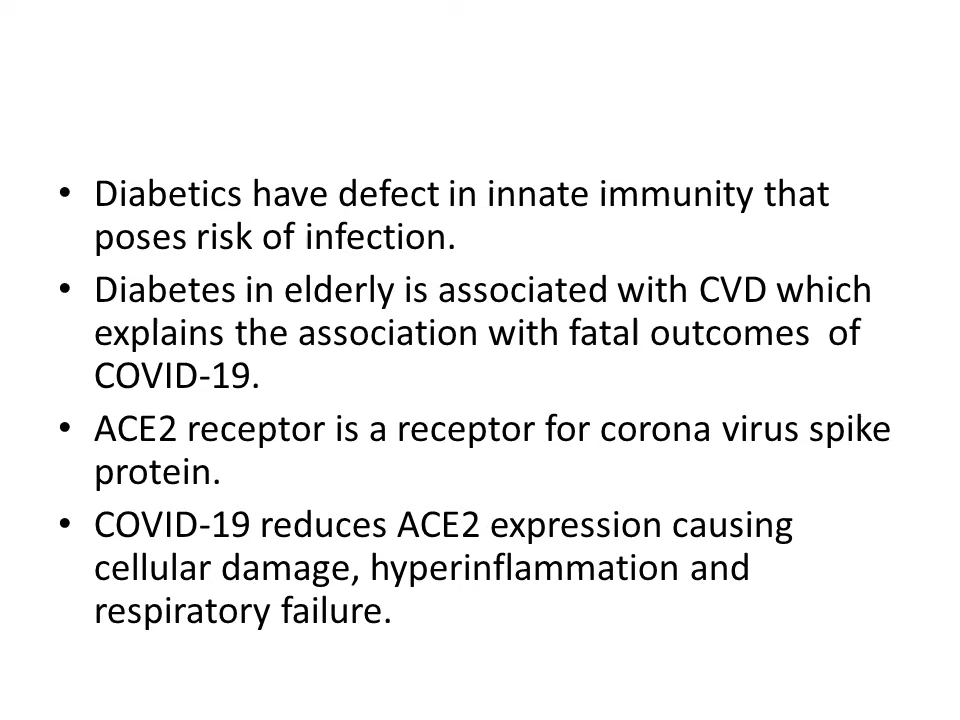 • Diabetics have defect in innate immunity that
poses risk of infection.
• Diabetes in elderly is associated with CVD which
explains the association with fatal outcomes  of
COVID-19.
• ACE2 receptor is a receptor for corona virus spike
protein.
• COVID-19 reduces ACE2 expression causing
cellular damage, hyperinflammation and
respiratory failure.